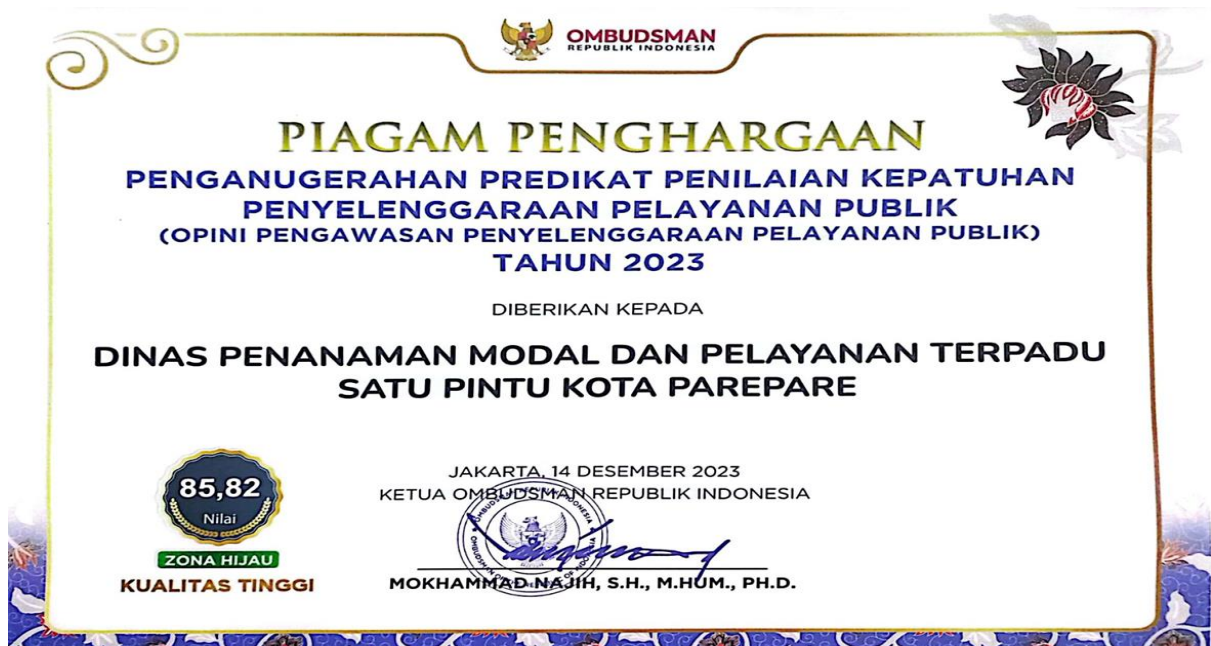 OMBUDSMAN
REPUBLIK INDONESIA
PIAGAM PENGHARGAAN
PENGANUGERAHAN PREDIKAT PENILAIAN KEPATUHAN
PENYELENGGARAAN PELAYANAN PUBLIK
(OPINI PENGAWASAN PENYELENGGARAAN PELAYANAN PUBLIK)
TAHUN 2023
DIBERIKAN KEPADA
DINAS PENANAMAN MODAL DAN PELAYANAN TERPADU
SATU PINTU KOTA PAREPARE
85,82
Nilai
ZONA HIJAU
KUALITAS TINGGI
JAKARTA, 14 DESEMBER 2023
KETUA OMBUDSMAN REPUBLIK INDONESIA
MOKHAMMAD NAJIH, S.H., M.HUM., PH.D.